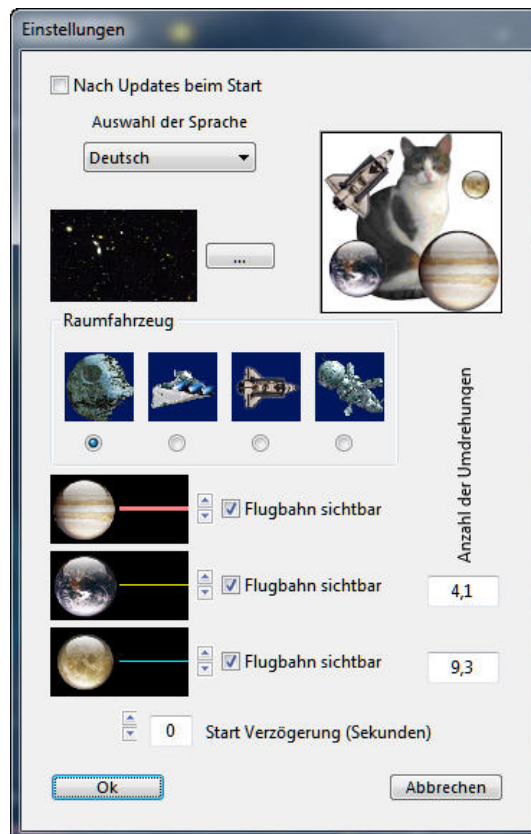 Einstellungen
Nach Updates beim Start
Auswahl der Sprache
Deutsch
...
Raumfahrzeug
Anzahl der Umdrehungen
Flugbahn sichtbar
Flugbahn sichtbar
4,1
Flugbahn sichtbar
9,3
0
Start Verzögerung (Sekunden)
Ok
Abbrechen